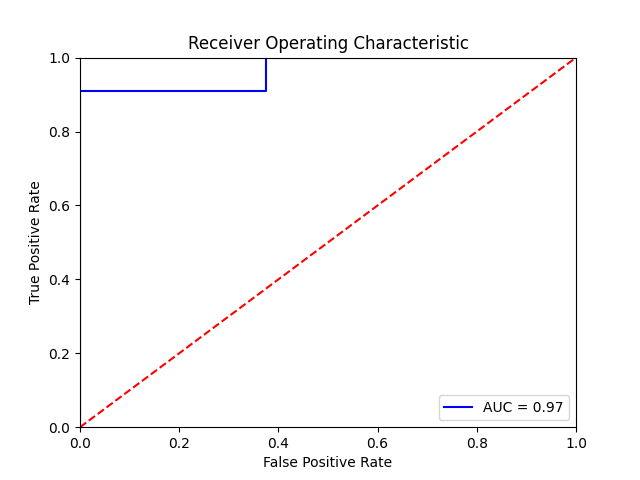 Receiver Operating Characteristic
1.0
0.8
0.6
0.4
0.2
0.0
True Positive Rate
AUC = 0.97
0.0 0.2 0.4 0.6 0.8 1.0
False Positive Rate